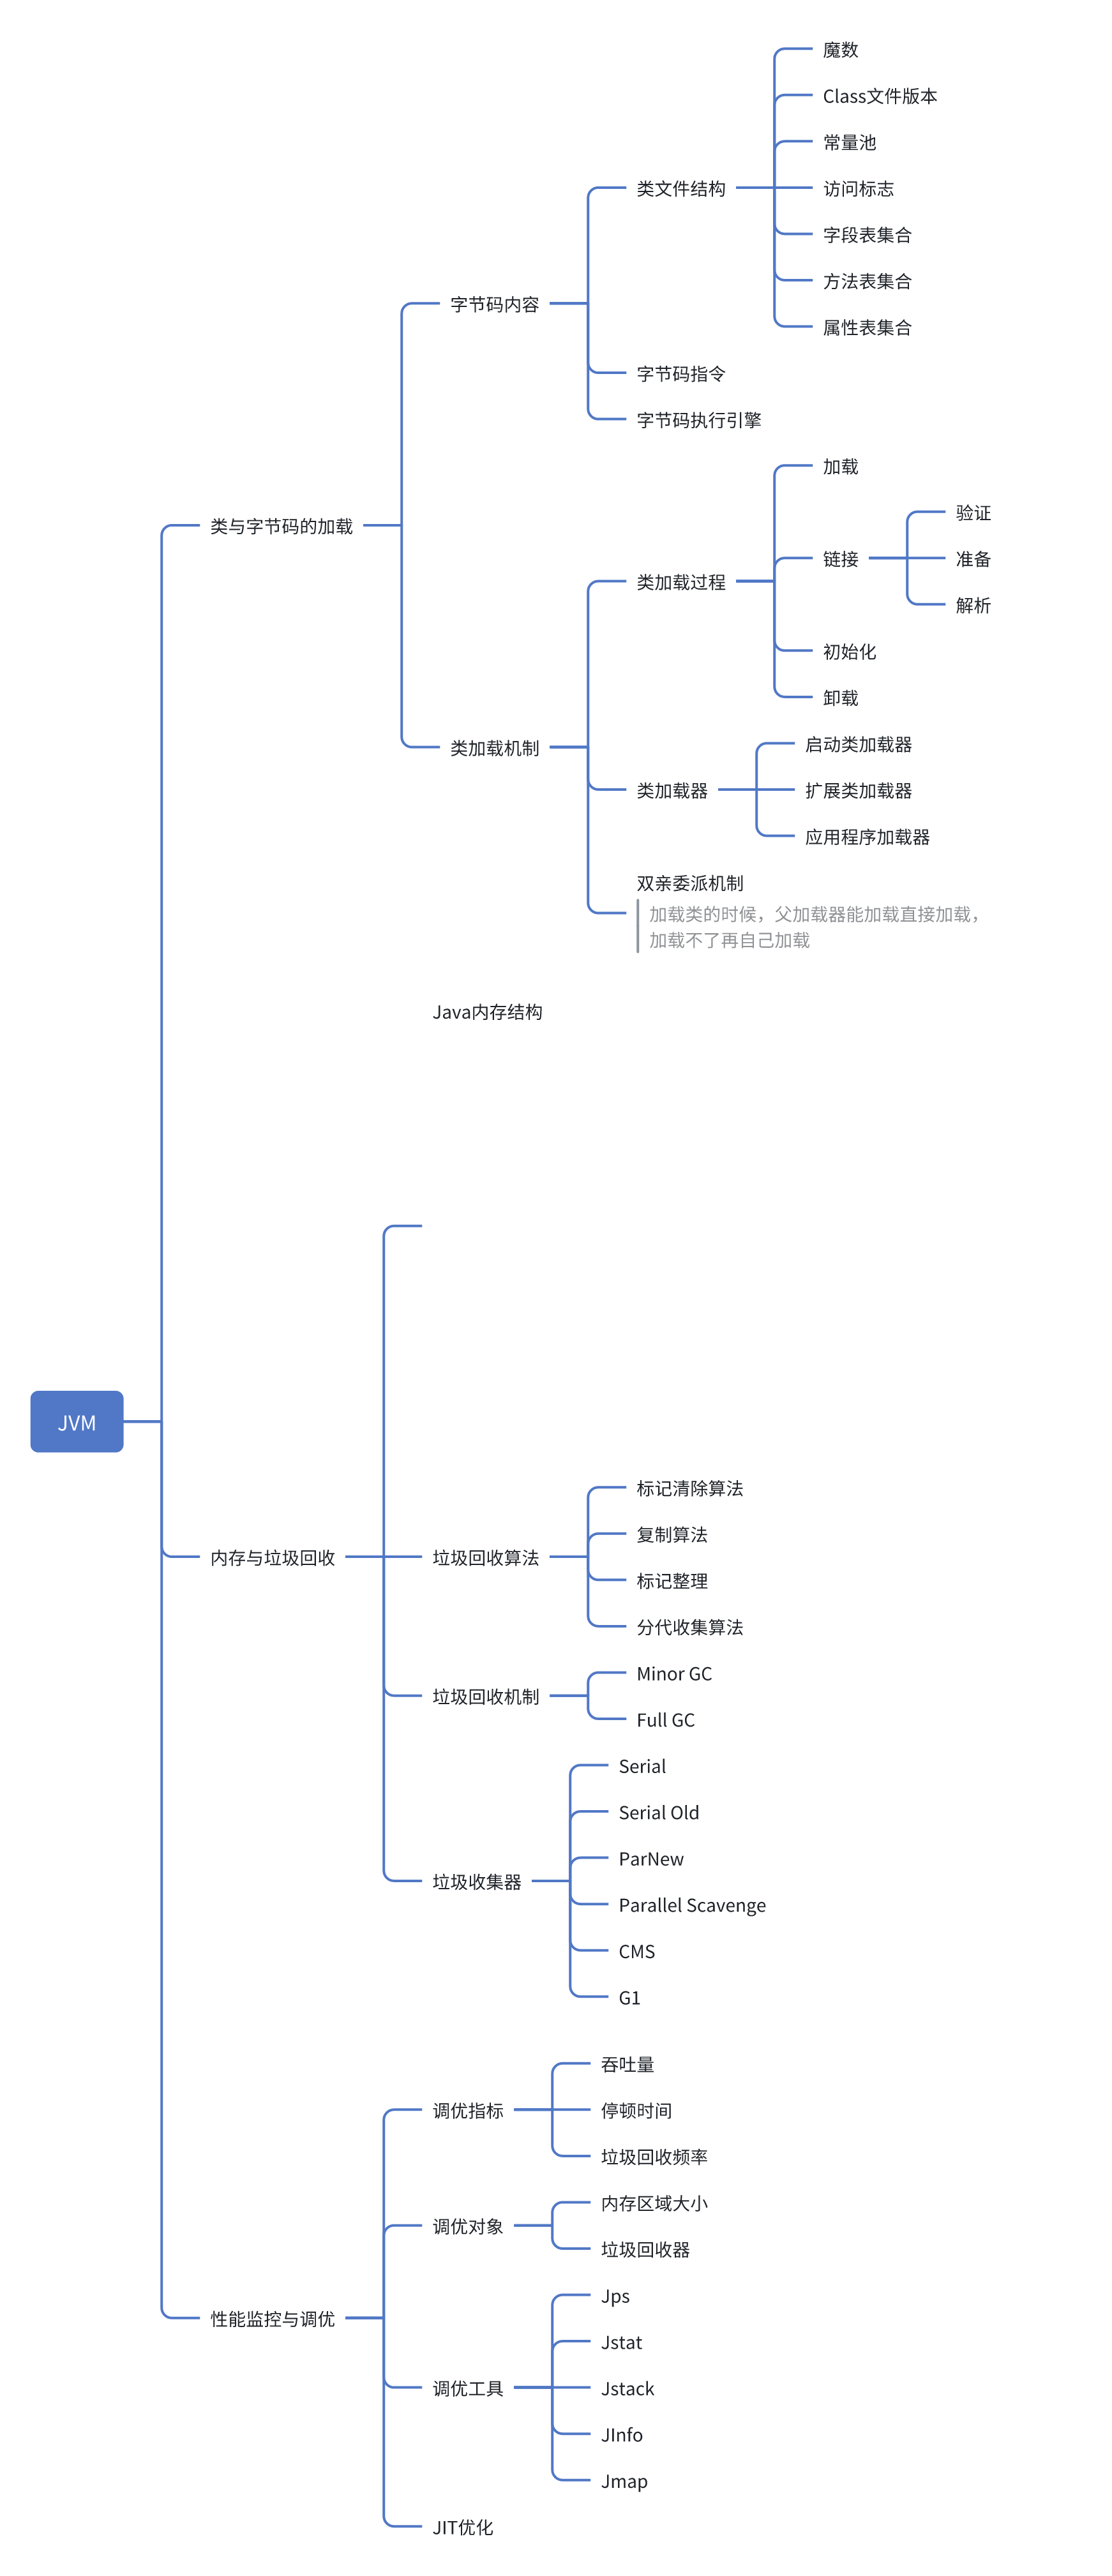 魔数
Class文件版本
常量池
类文件结构
访问标志
字段表集合
方法表集合
字节码内容
属性表集合
字节码指令
字节码执行引擎
加载
类与字节码的加载
验证
链接
准备
类加载过程
解析
初始化
卸载
类加载机制
启动类加载器
类加载器
扩展类加载器
应用程序加载器
双亲委派机制
加载类的时候，父加载器能加载直接加载，
加载不了再自己加载
Java内存结构
JVM
标记清除算法
复制算法
内存与垃圾回收
垃圾回收算法
标记整理
分代收集算法
Minor GC
垃圾回收机制
Full GC
Serial
Serial Old
ParNew
垃圾收集器
Parallel Scavenge
CMS
G1
吞吐量
调优指标
停顿时间
垃圾回收频率
内存区域大小
调优对象
垃圾回收器
Jps
性能监控与调优
Jstat
调优工具
Jstack
JInfo
Jmap
JIT优化